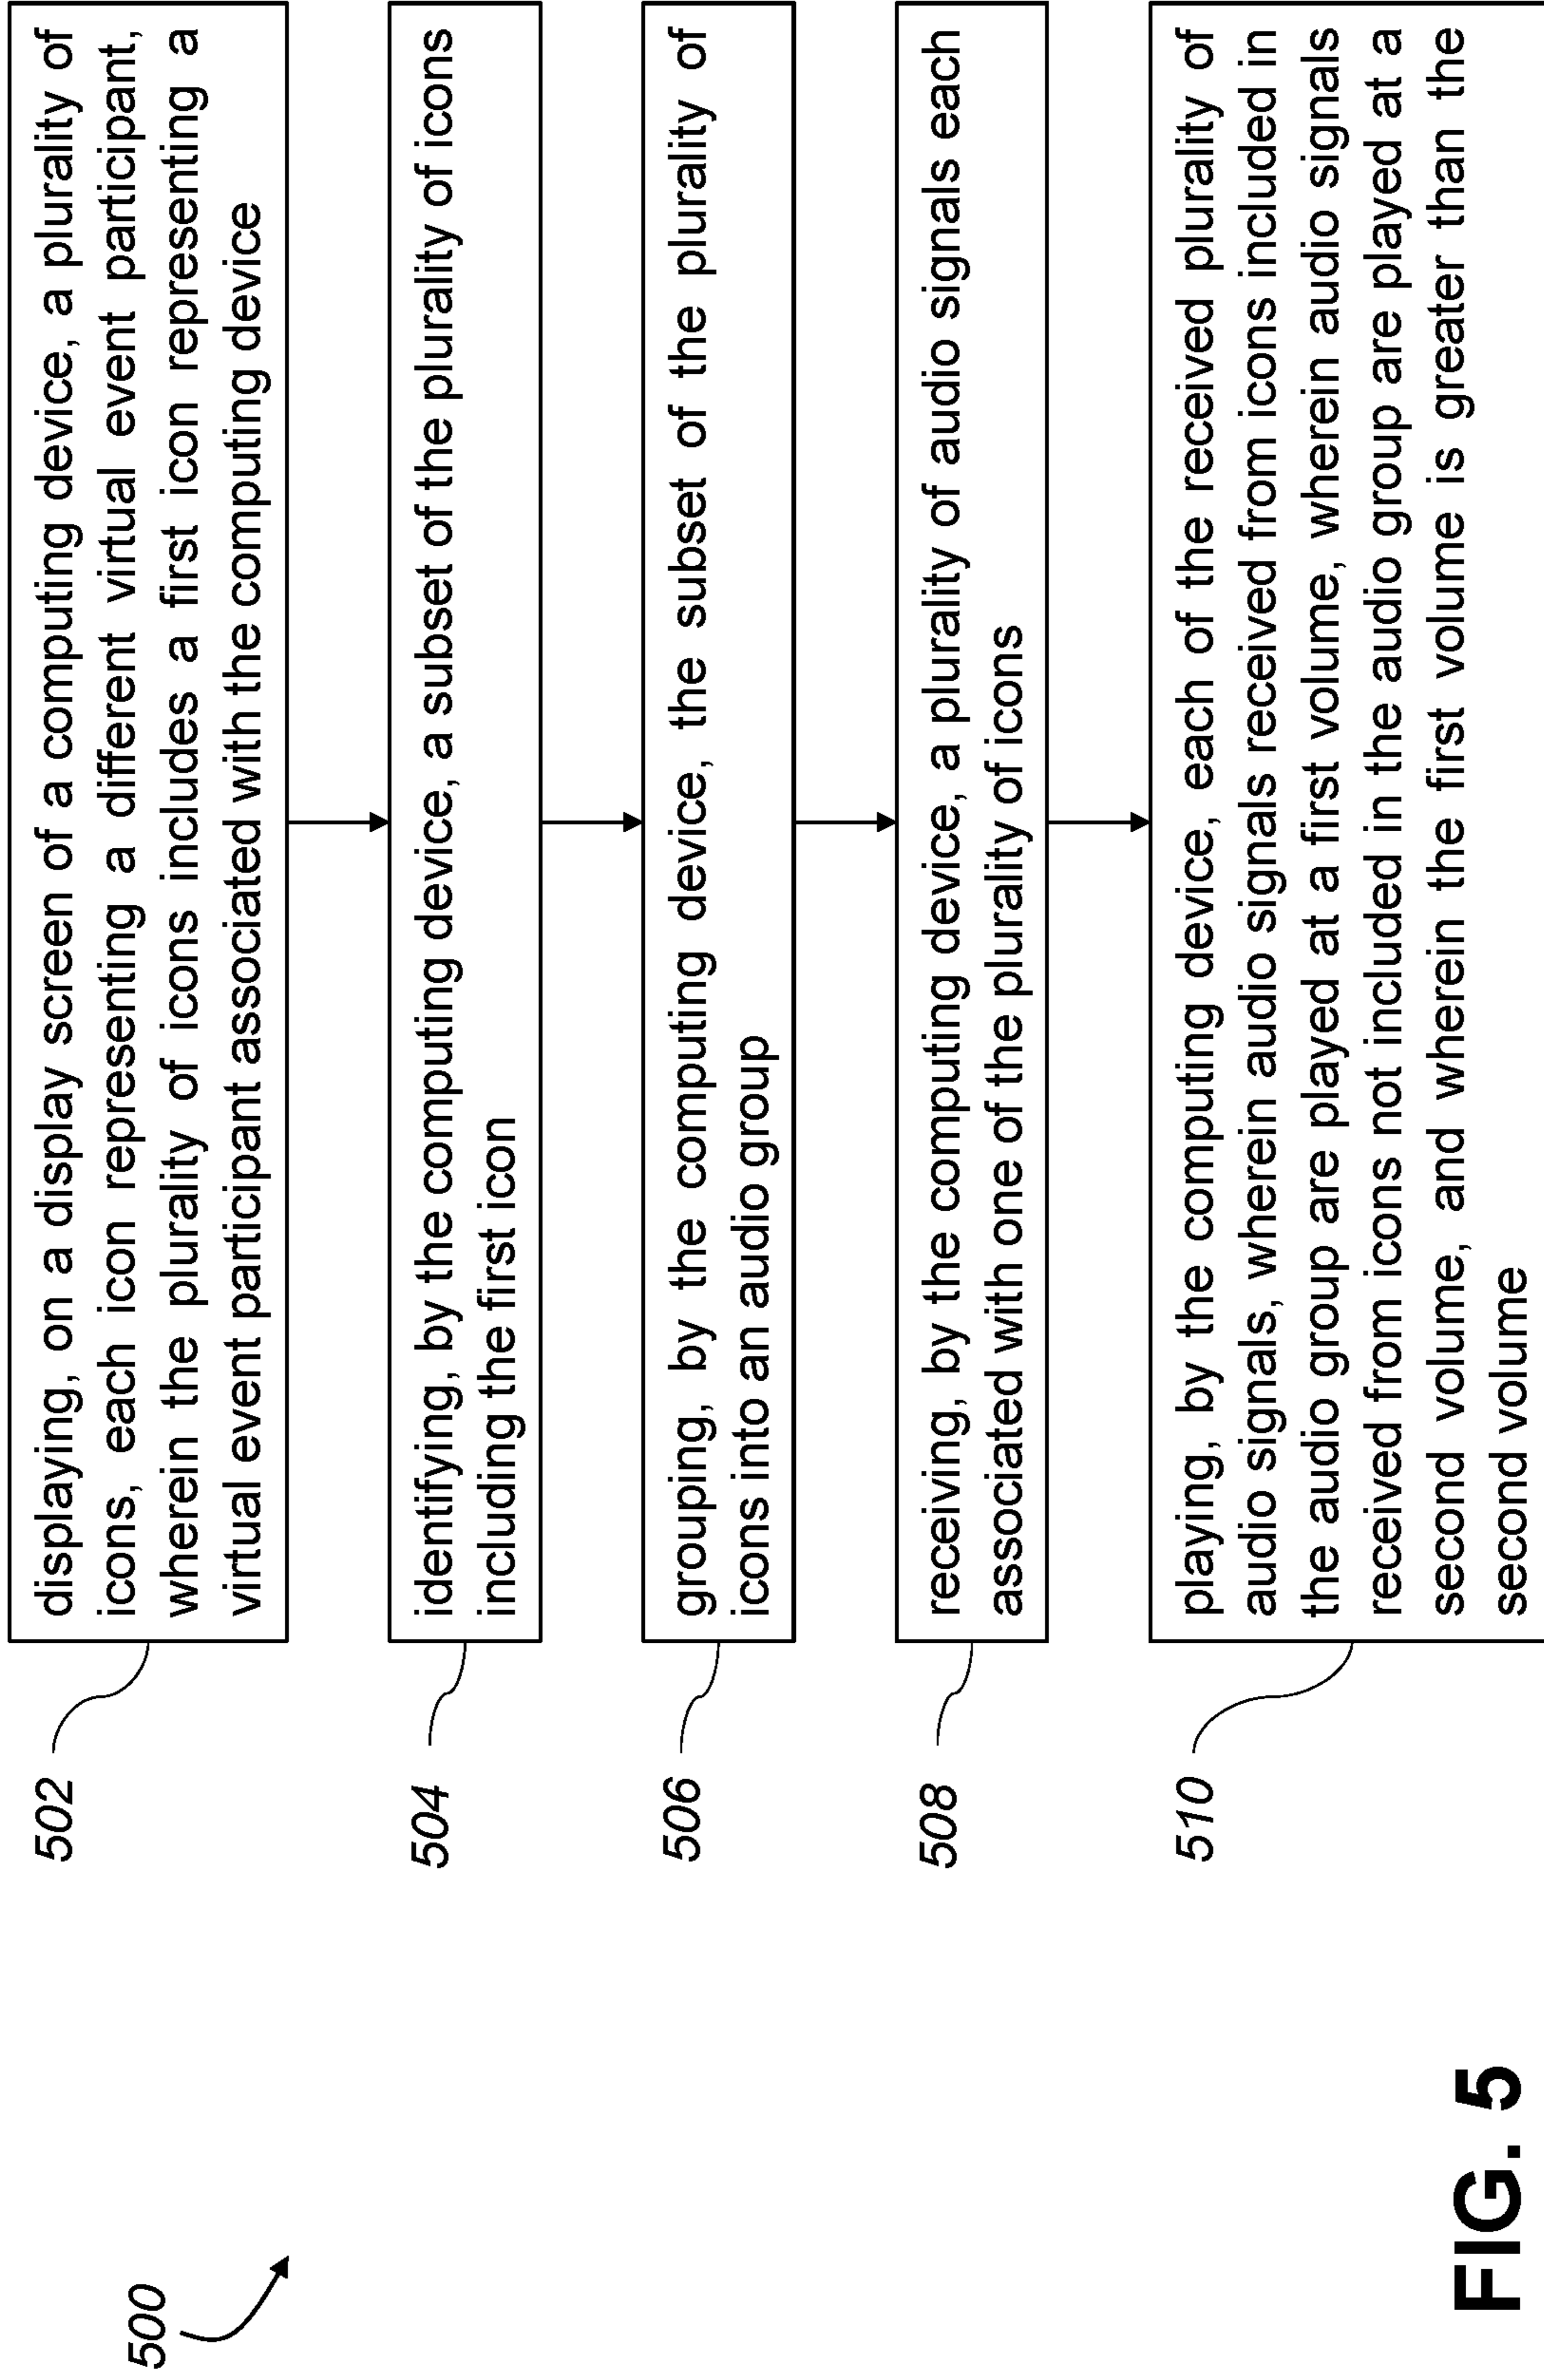 500
502
displaying, on a display screen of a computing device, a plurality of
icons, each icon representing a different virtual event participant,
wherein the plurality of icons includes a first icon representing a
virtual event participant associated with the computing device
504
identifying, by the computing device, a subset of the plurality of icons
including the first icon
506
grouping, by the computing device, the subset of the plurality of
icons into an audio group
508
receiving, by the computing device, a plurality of audio signals each
associated with one of the plurality of icons
510
playing, by the computing device, each of the received plurality of
audio signals, wherein audio signals received from icons included in
the audio group are played at a first volume, wherein audio signals
received from icons not included in the audio group are played at a
second volume, and wherein the first volume is greater than the
second volume
FIG. 5